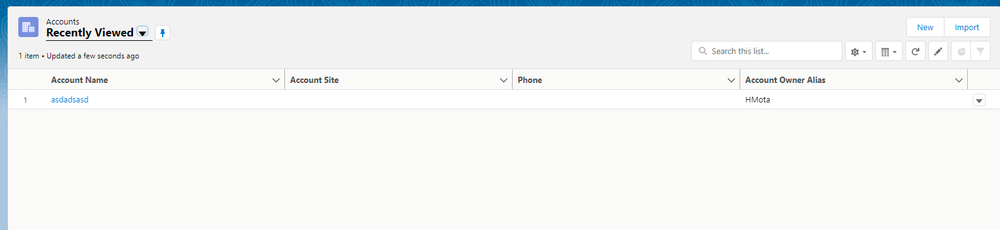 Accounts
Recently Viewed
New
Import
1 item • Updated a few seconds ago
Search this list...
Account Name
Account Site
Phone
Account Owner Alias
1
asdadsasd
HMota